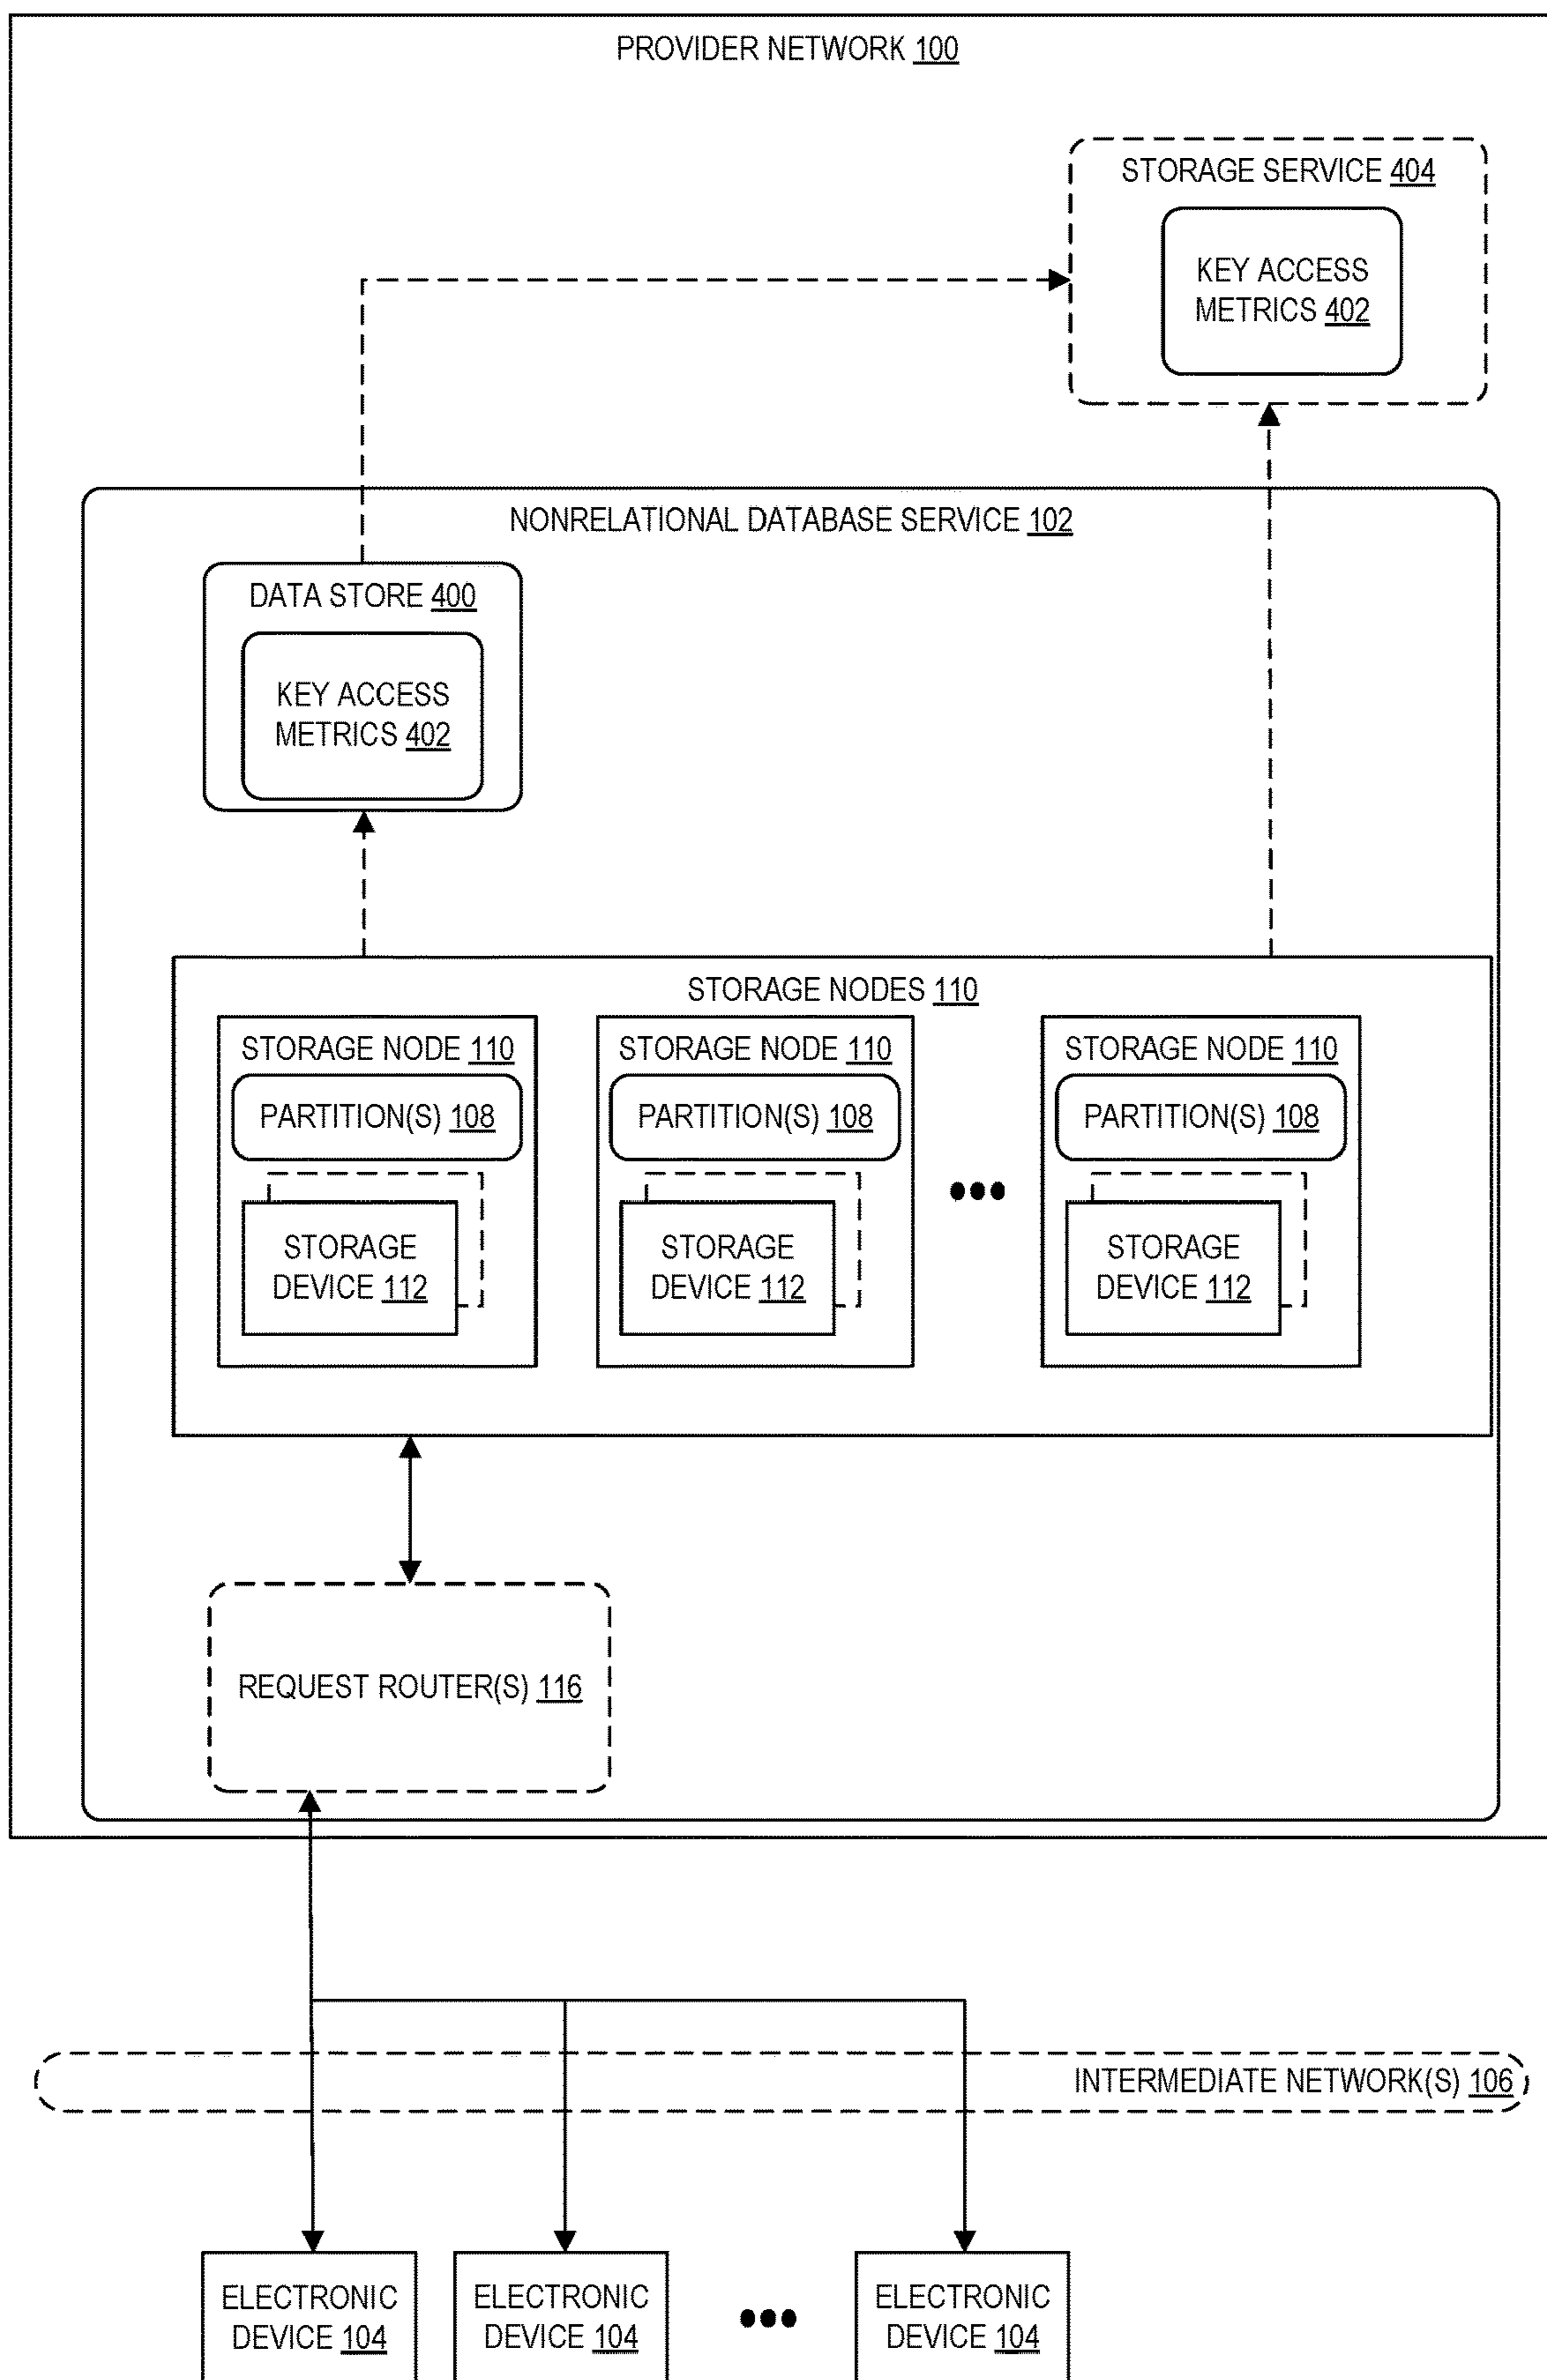 PROVIDER NETWORK 100
STORAGE SERVICE 404
KEY ACCESS
METRICS 402
NONRELATIONAL DATABASE SERVICE 102
DATA STORE 400
KEY ACCESS
METRICS 402
STORAGE NODES 110
STORAGE NODE 110
PARTITION(S) 108
STORAGE
DEVICE 112
STORAGE NODE 110
PARTITION(S) 108
STORAGE
DEVICE 112
STORAGE NODE 110
PARTITION(S) 108
STORAGE
DEVICE 112
REQUEST ROUTER(S) 116
INTERMEDIATE NETWORK(S) 106
ELECTRONIC
DEVICE 104
ELECTRONIC
DEVICE 104
ELECTRONIC
DEVICE 104